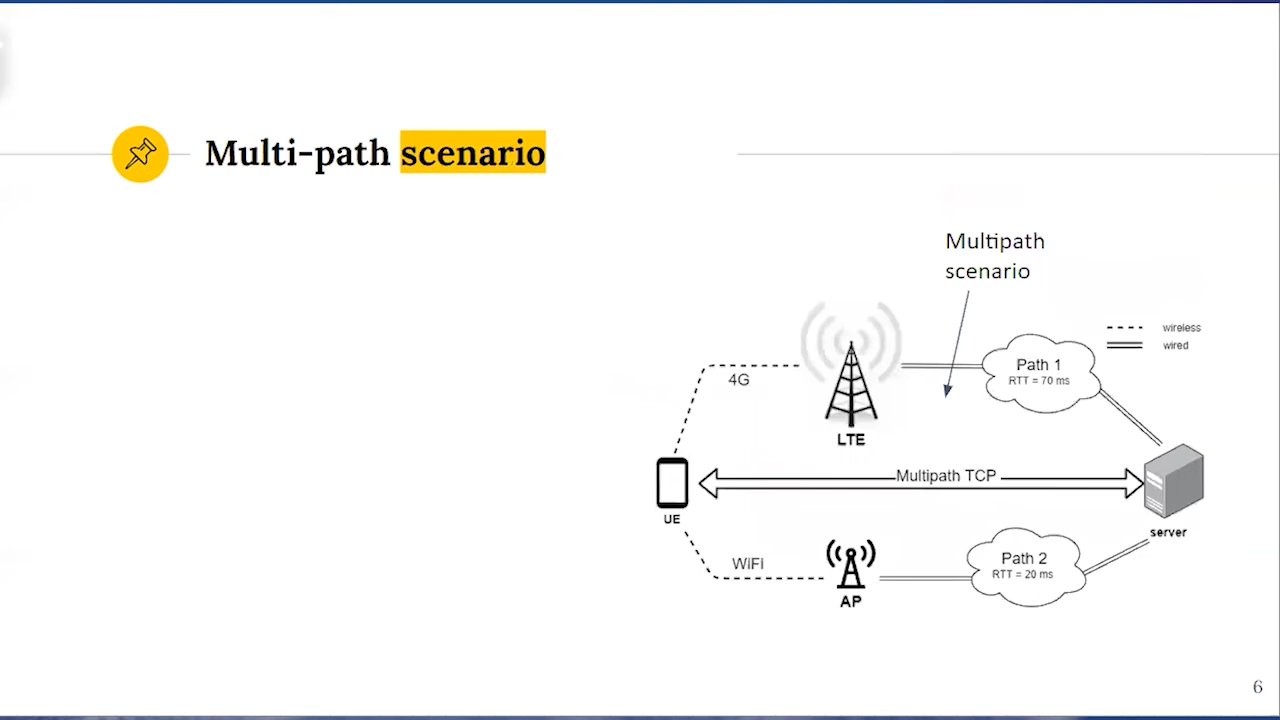 Multi-path scenario
Multipath
scenario
wireless
wired
Path 1
RTT = 70 ms
4G
LTE
Multipath TCP
UE
server
WiFi
Path 2
RTT = 20 ms
AP
6